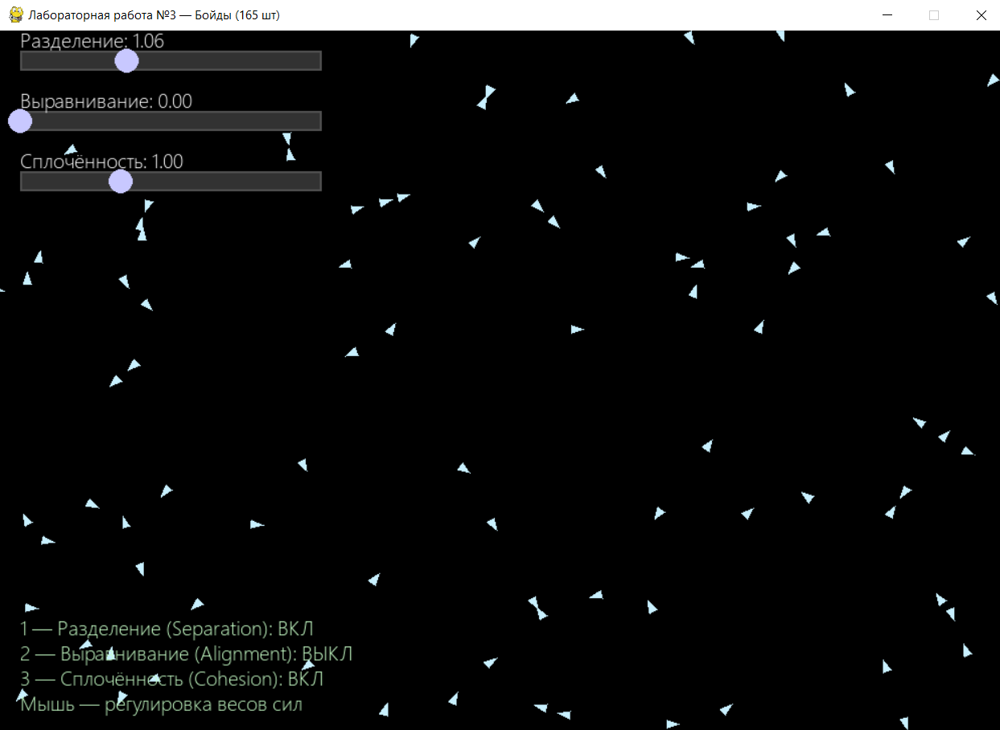 Лабораторная работа №3 — Бойды (165 шт)
Разделение: 1.06
Выравнивание: 0.00
Сплочённость: 1.00
1 — Разделение (Separation): ВКЛ
2 — Выравнивание (Alignment): ВЫКЛ
3 — Сплочённость (Cohesion): ВКЛ
Мышь — регулировка весов сил